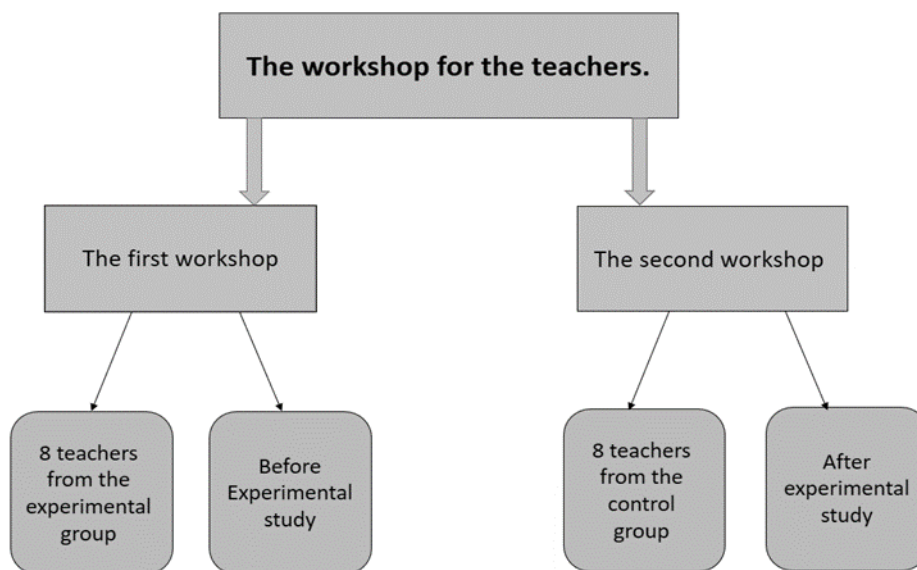 The workshop for the teachers.
The first workshop
The second workshop
8 teachers
from the
experimental
group
Before
Experimental
study
8 teachers
from the
control
group
After
experimental
study